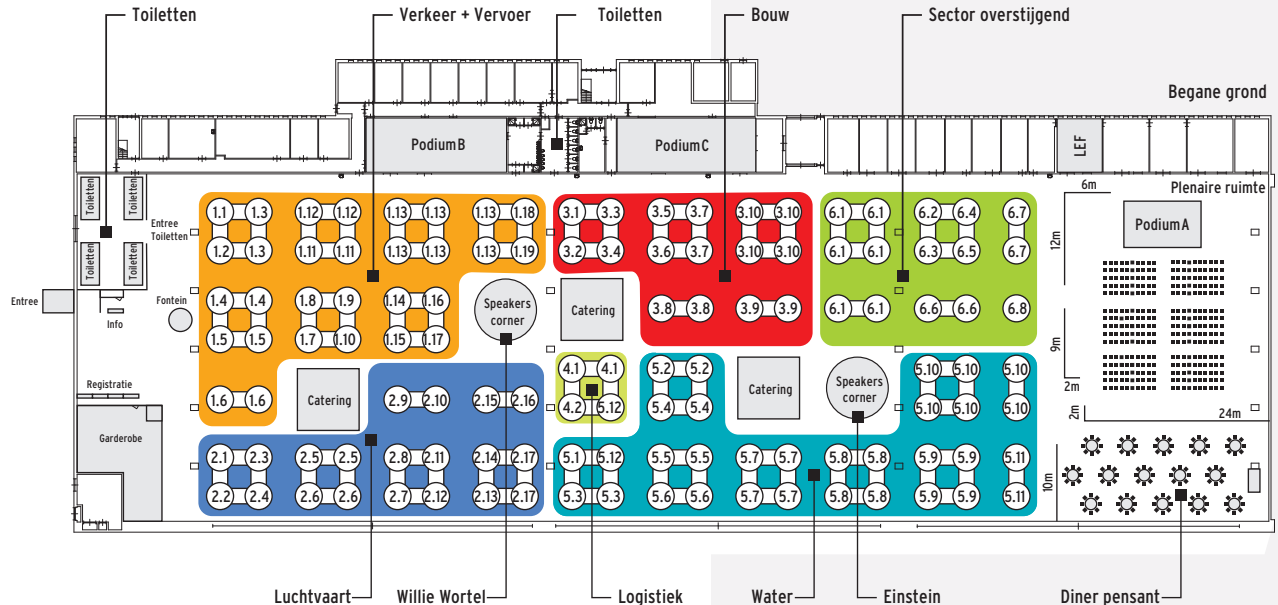 Toiletten
Verkeer + Vervoer
Toiletten
Bouw
Sector overstijgend
Begane grond
Podium B
Podium C
LEF
Plenaire ruimte
6m
12m
Podium A
Toiletten
Toiletten
Toiletten
Toiletten
Entree
Toiletten
Entree
Info
Fontein
1.1 1.3 1.12 1.12 1.13 1.13 1.13 1.18 3.1 3.3 3.5 3.7 3.10 3.10 6.1 6.1 6.2 6.4 6.7
1.2 1.3 1.11 1.11 1.13 1.13 1.13 1.19 3.2 3.4 3.6 3.7 3.10 3.10 6.1 6.1 6.3 6.5 6.7
1.4 1.4 1.8 1.9 1.14 1.16 3.8 3.8 3.9 3.9 6.1 6.1 6.6 6.6 6.8
1.5 1.5 1.7 1.10 1.15 1.17
Speakers
corner
Catering
9m
2m
4.1 4.1 5.2 5.2 5.10 5.10 5.10
Registratie
Catering
Catering
Speakers
corner
1.6 1.6 2.9 2.10 2.15 2.16 4.2 5.12 5.4 5.4 5.10 5.10 5.10
2m
24m
Garderobe
2.1 2.3 2.5 2.5 2.8 2.11 2.14 2.17 5.1 5.12 5.5 5.5 5.7 5.7 5.8 5.8 5.9 5.9 5.11
2.2 2.4 2.6 2.6 2.7 2.12 2.13 2.17 5.3 5.3 5.6 5.6 5.7 5.7 5.8 5.8 5.9 5.9 5.11
10m
Luchtvaart
Willie Wortel
Logistiek
Water
Einstein
Diner pensant